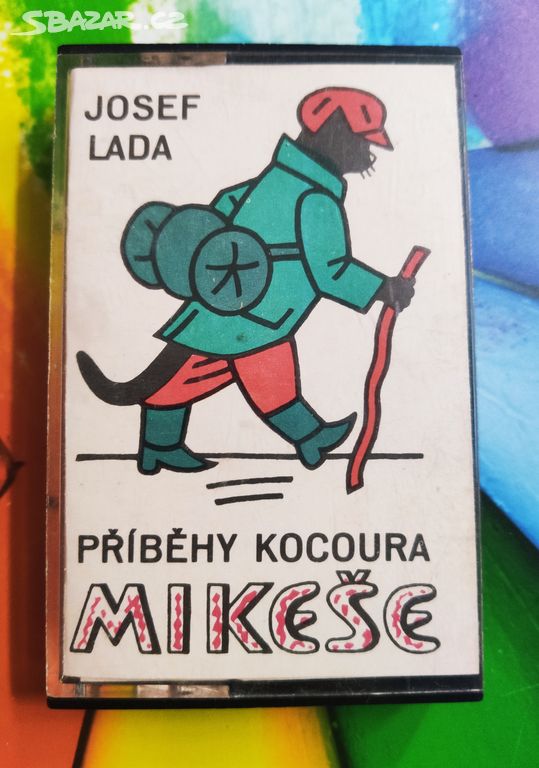 SBAZAR.CZ
JOSEF
LADA
PŘÍBĚHY KOCOURA
MIKEŠE